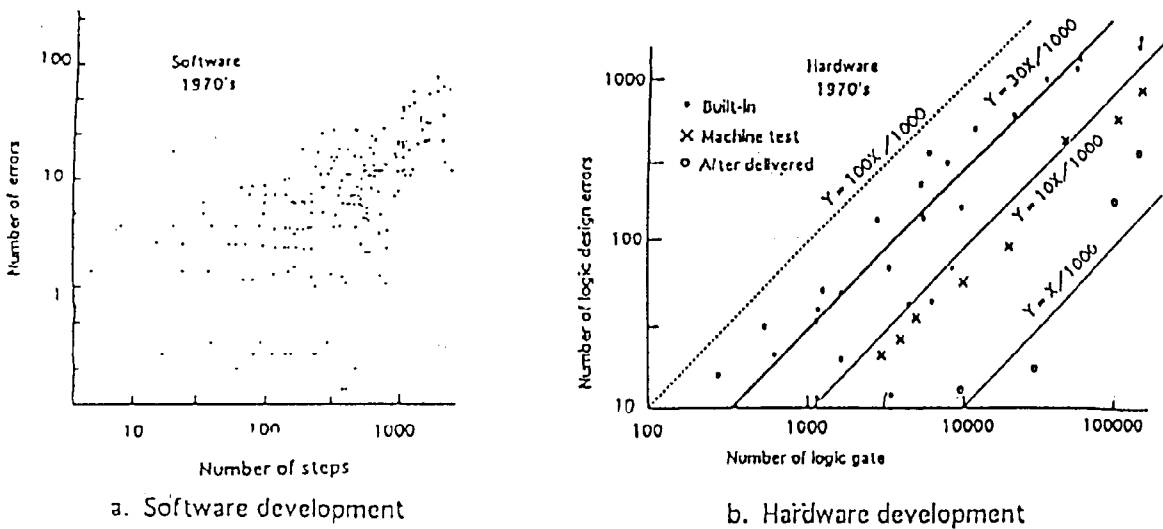 Software
1970's
100
10
1
Number of errors
10
100
1000
Number of steps
a. Software development
Hardware
1970's
• Built-In
× Machine test
o After delivered
Y = 100X/1000
Y = 30X/1000
Y = 10X/1000
Y = X/1000
1000
100
10
Number of logic design errors
100
1000
10000
100000
Number of logic gate
b. Hardware development